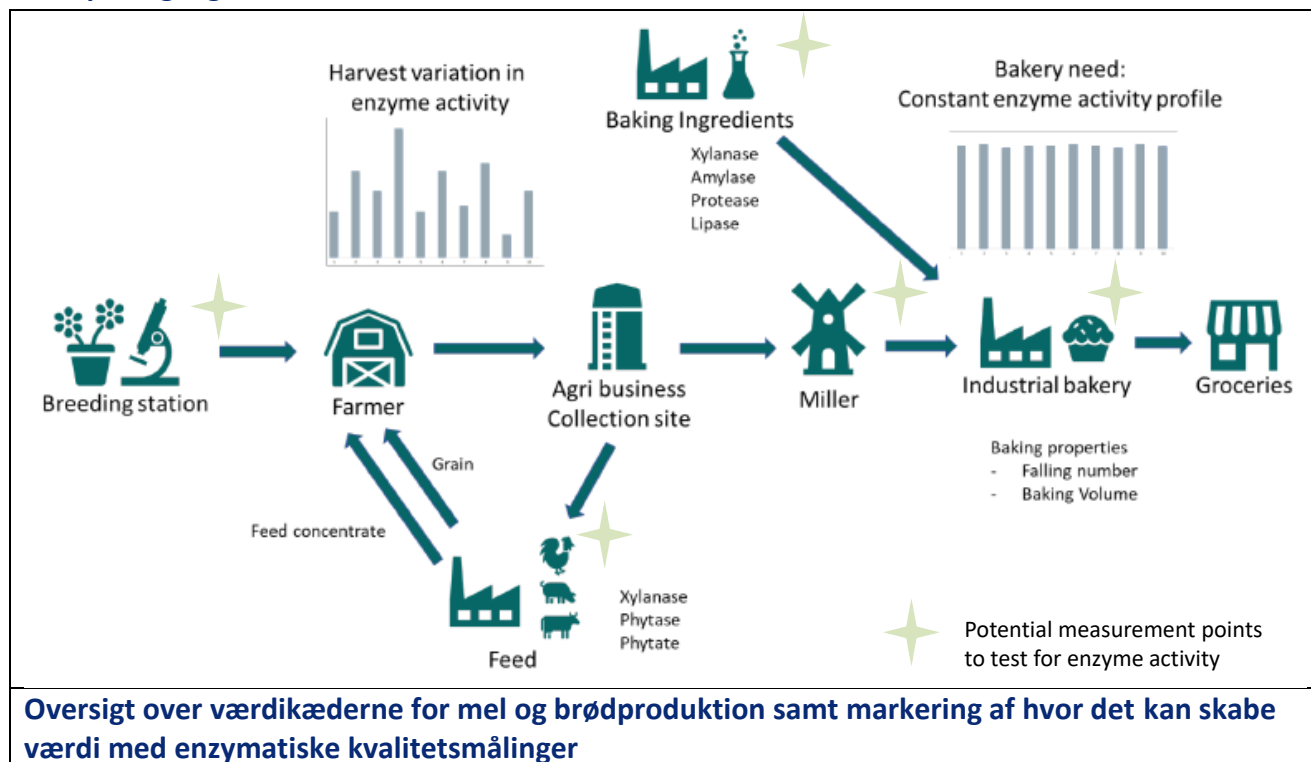 Harvest variation in
enzyme activity
Baking Ingredients
Xylanase
Amylase
Protease
Lipase
Bakery need:
Constant enzyme activity profile
Breeding station
Farmer
Agri business
Collection site
Miller
Industrial bakery
Groceries
Baking properties
- Falling number
- Baking Volume
Grain
Feed concentrate
Feed
Xylanase
Phytase
Phytate
Potential measurement points
to test for enzyme activity
Oversigt over værdikæderne for mel og brødproduktion samt markering af hvor det kan skabe
værdi med enzymatiske kvalitetsmålinger